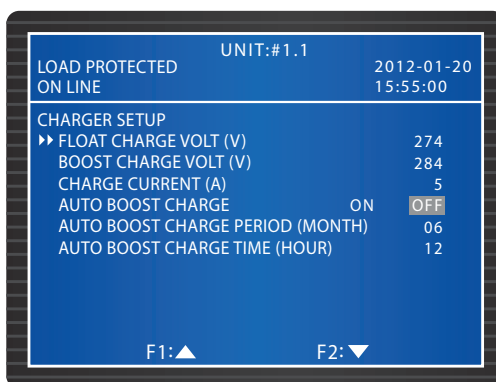 UNIT:#1.1
LOAD PROTECTED 2012-01-20
ON LINE 15:55:00
CHARGER SETUP
FLOAT CHARGE VOLT (V) 274
BOOST CHARGE VOLT (V) 284
CHARGE CURRENT (A) 5
AUTO BOOST CHARGE ON OFF
AUTO BOOST CHARGE PERIOD (MONTH) 06
AUTO BOOST CHARGE TIME (HOUR) 12
F1:▲ F2:▼